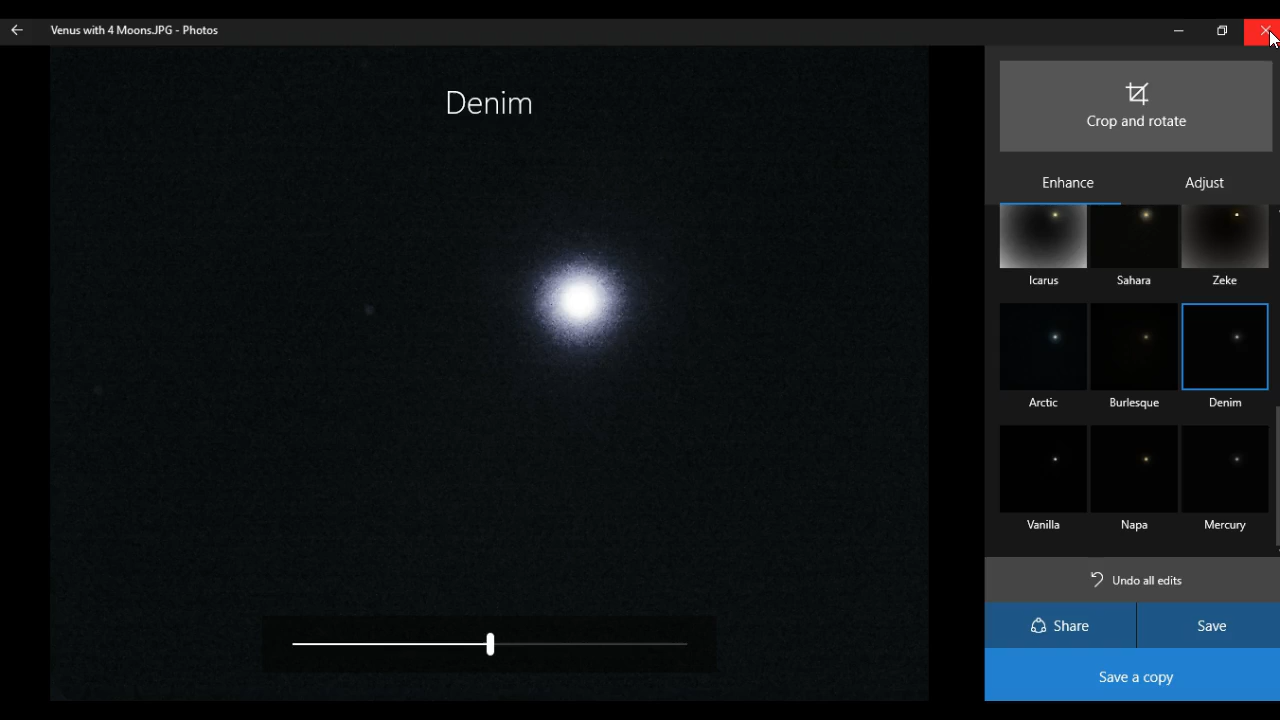 Venus with 4 Moons.JPG - Photos
Denim
Crop and rotate
Enhance
Adjust
Icarus
Sahara
Zeke
Arctic
Burlesque
Denim
Vanilla
Napa
Mercury
Undo all edits
Share
Save
Save a copy